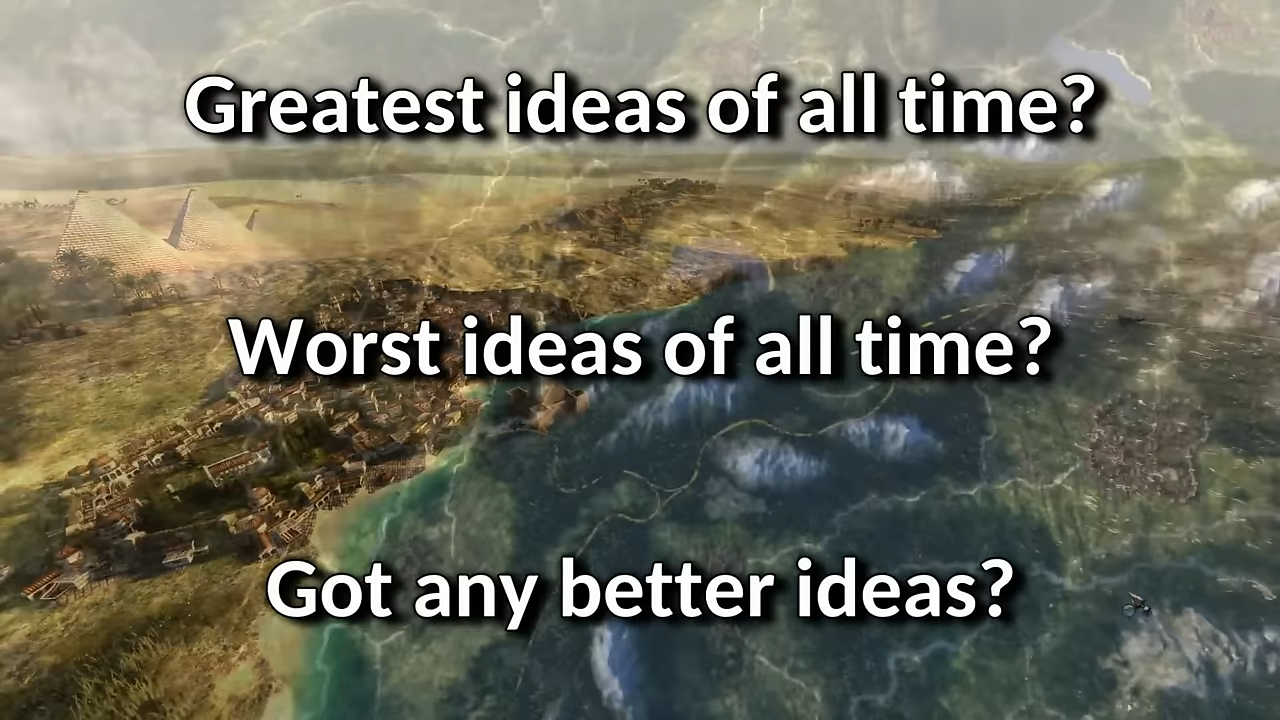 Greatest ideas of all time?
Worst ideas of all time?
Got any better ideas?